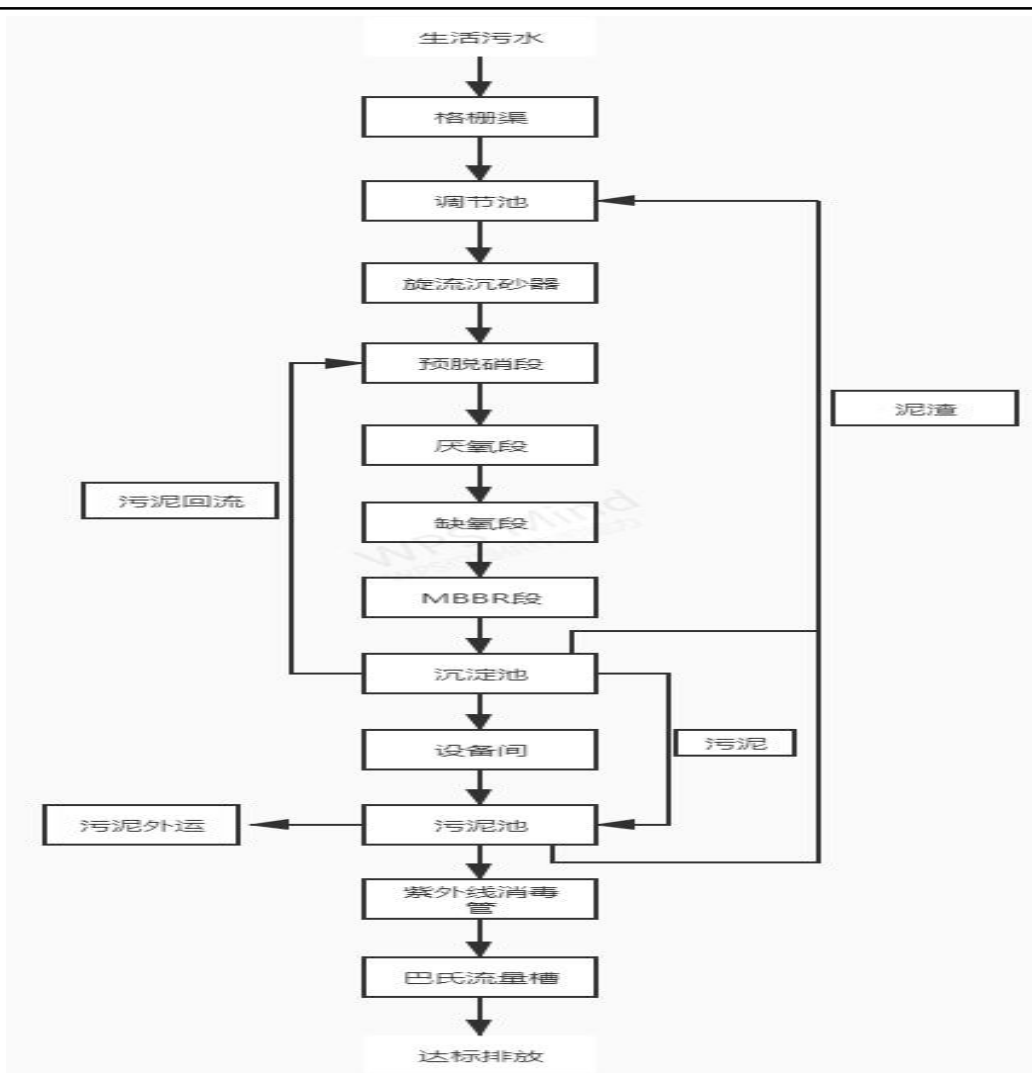 生活污水
格栅渠
调节池
旋流沉砂器
预脱硝段
泥渣
厌氧段
污泥回流
缺氧段
WPS Mind
MBBR段
沉淀池
设备间
污泥
污泥外运
污泥池
紫外线消毒
管
巴氏流量槽
达标排放